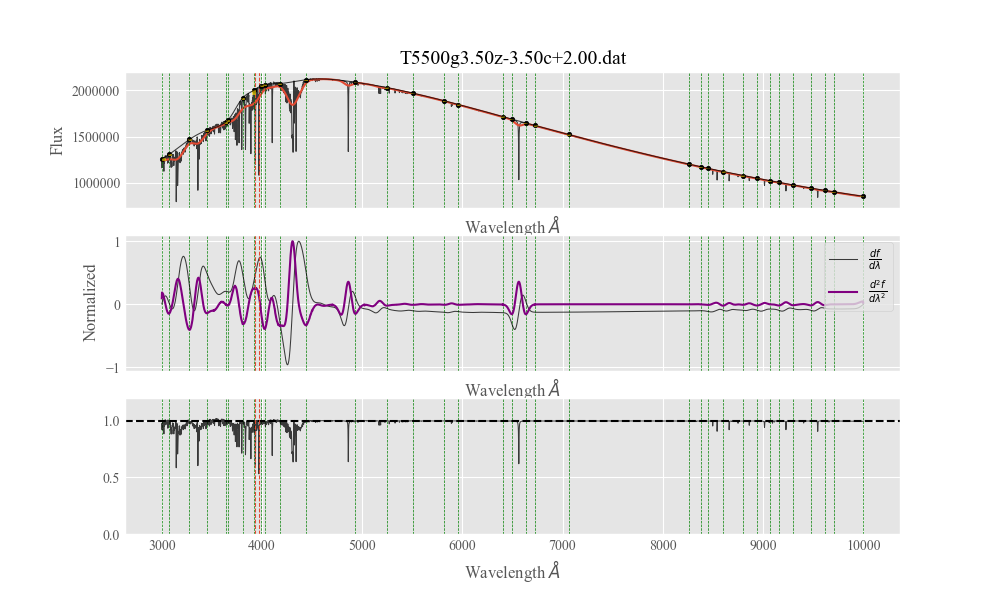 T5500g3.50z-3.50c+2.00.dat
2000000
1500000
1000000
Flux
Wavelength Å
1
0
−1
Normalized
df/dλ
d²f/dλ²
Wavelength Å
1.0
0.5
0.0
3000 4000 5000 6000 7000 8000 9000 10000
Wavelength Å